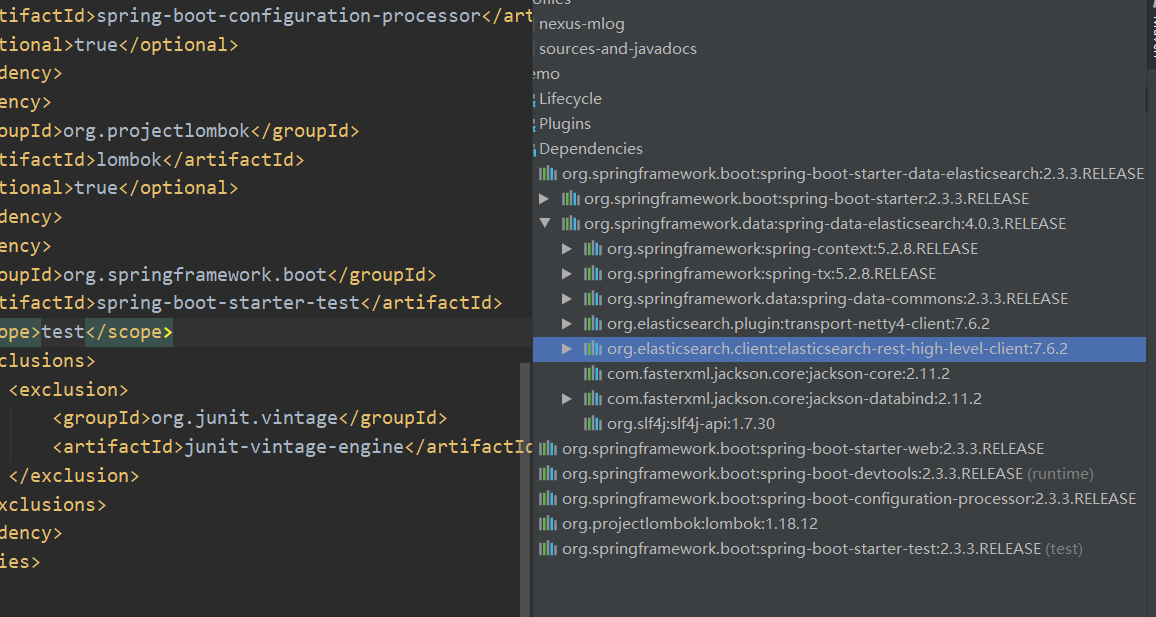 tifactId>spring-boot-configuration-processor</art
tional>true</optional>
dency>
ency>
oupId>org.projectlombok</groupId>
tifactId>lombok</artifactId>
tional>true</optional>
dency>
ency>
oupId>org.springframework.boot</groupId>
tifactId>spring-boot-starter-test</artifactId>
ope>test</scope>
clusions>
<exclusion>
<groupId>org.junit.vintage</groupId>
<artifactId>junit-vintage-engine</artifactId
</exclusion>
xclusions>
dency>
ies>
nexus-mlog
sources-and-javadocs
emo
Lifecycle
Plugins
Dependencies
org.springframework.boot:spring-boot-starter-data-elasticsearch:2.3.3.RELEASE
org.springframework.boot:spring-boot-starter:2.3.3.RELEASE
org.springframework.data:spring-data-elasticsearch:4.0.3.RELEASE
org.springframework:spring-context:5.2.8.RELEASE
org.springframework:spring-tx:5.2.8.RELEASE
org.springframework.data:spring-data-commons:2.3.3.RELEASE
org.elasticsearch.plugin:transport-netty4-client:7.6.2
org.elasticsearch.client:elasticsearch-rest-high-level-client:7.6.2
com.fasterxml.jackson.core:jackson-core:2.11.2
com.fasterxml.jackson.core:jackson-databind:2.11.2
org.slf4j:slf4j-api:1.7.30
org.springframework.boot:spring-boot-starter-web:2.3.3.RELEASE
org.springframework.boot:spring-boot-devtools:2.3.3.RELEASE (runtime)
org.springframework.boot:spring-boot-configuration-processor:2.3.3.RELEASE
org.projectlombok:lombok:1.18.12
org.springframework.boot:spring-boot-starter-test:2.3.3.RELEASE (test)